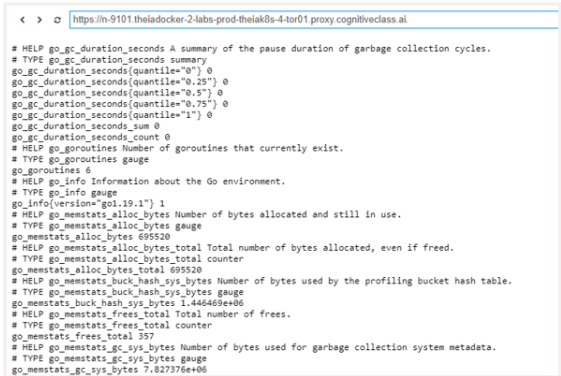 https://n-9101.theiadocker-2-labs-prod-theiak8s-4-tor01.proxy.cognitiveclass.ai.
# HELP go_gc_duration_seconds A summary of the pause duration of garbage collection cycles.
# TYPE go_gc_duration_seconds summary
go_gc_duration_seconds{quantile="0"} 0
go_gc_duration_seconds{quantile="0.25"} 0
go_gc_duration_seconds{quantile="0.5"} 0
go_gc_duration_seconds{quantile="0.75"} 0
go_gc_duration_seconds{quantile="1"} 0
go_gc_duration_seconds_sum 0
go_gc_duration_seconds_count 0
# HELP go_goroutines Number of goroutines that currently exist.
# TYPE go_goroutines gauge
go_goroutines 6
# HELP go_info Information about the Go environment.
# TYPE go_info gauge
go_info{version="go1.19.1"} 1
# HELP go_memstats_alloc_bytes Number of bytes allocated and still in use.
# TYPE go_memstats_alloc_bytes gauge
go_memstats_alloc_bytes 695520
# HELP go_memstats_alloc_bytes_total Total number of bytes allocated, even if freed.
# TYPE go_memstats_alloc_bytes_total counter
go_memstats_alloc_bytes_total 695520
# HELP go_memstats_buck_hash_sys_bytes Number of bytes used by the profiling bucket hash table.
# TYPE go_memstats_buck_hash_sys_bytes gauge
go_memstats_buck_hash_sys_bytes 1.446469e+06
# HELP go_memstats_frees_total Total number of frees.
# TYPE go_memstats_frees_total counter
go_memstats_frees_total 357
# HELP go_memstats_gc_sys_bytes Number of bytes used for garbage collection system metadata.
# TYPE go_memstats_gc_sys_bytes gauge
go_memstats_gc_sys_bytes 7.827376e+06